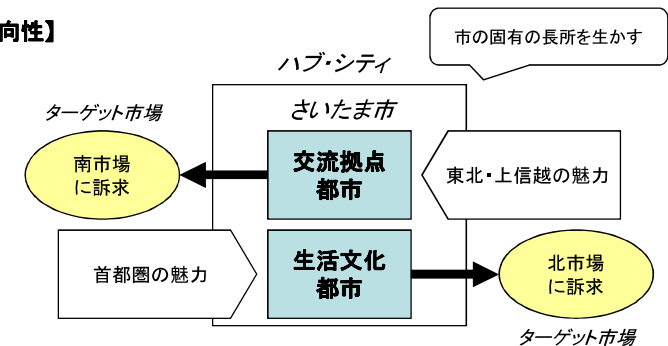 向性】
市の固有の長所を生かす
ハブ・シティ
ターゲット市場
さいたま市
南市場
に訴求
交流拠点
都市
東北・上信越の魅力
首都圏の魅力
生活文化
都市
北市場
に訴求
ターゲット市場